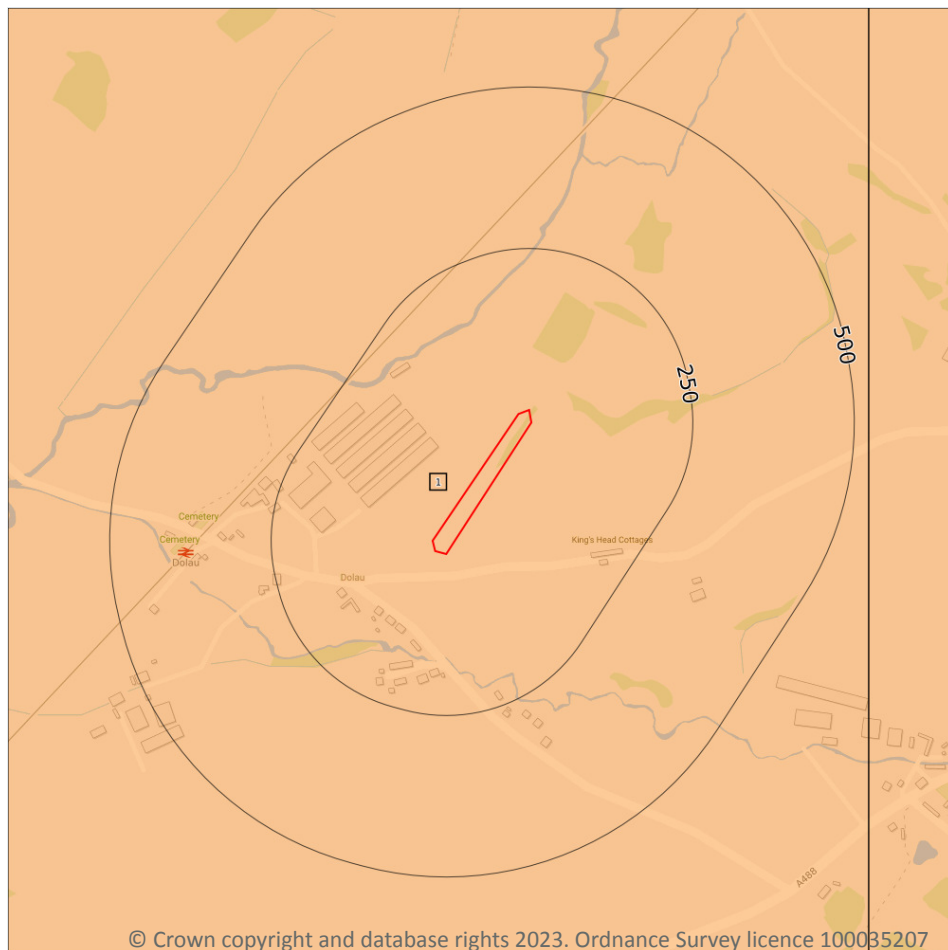 500
250
1
Cemetery
Cemetery
King's Head Cottages
Dolau
Dolau
A488
© Crown copyright and database rights 2023. Ordnance Survey licence 100035207